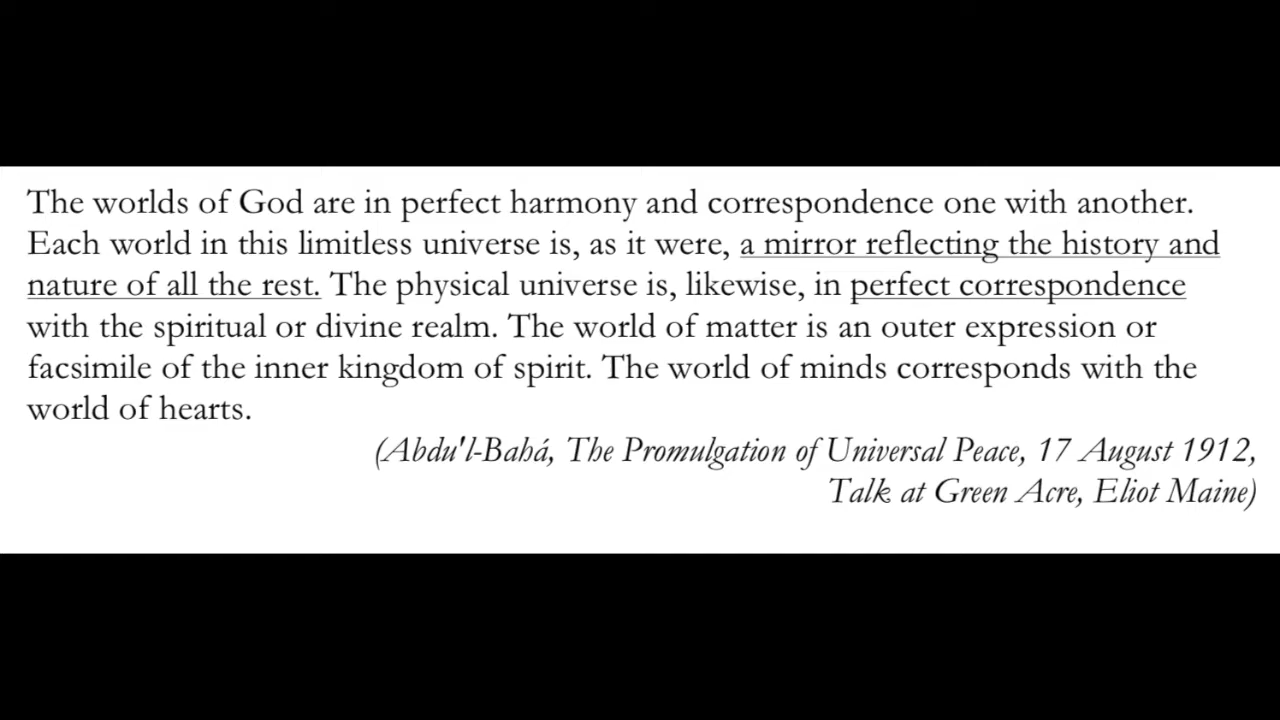 The worlds of God are in perfect harmony and correspondence one with another.
Each world in this limitless universe is, as it were, a mirror reflecting the history and
nature of all the rest. The physical universe is, likewise, in perfect correspondence
with the spiritual or divine realm. The world of matter is an outer expression or
facsimile of the inner kingdom of spirit. The world of minds corresponds with the
world of hearts.
(Abdu'l-Bahá, The Promulgation of Universal Peace, 17 August 1912,
Talk at Green Acre, Eliot Maine)